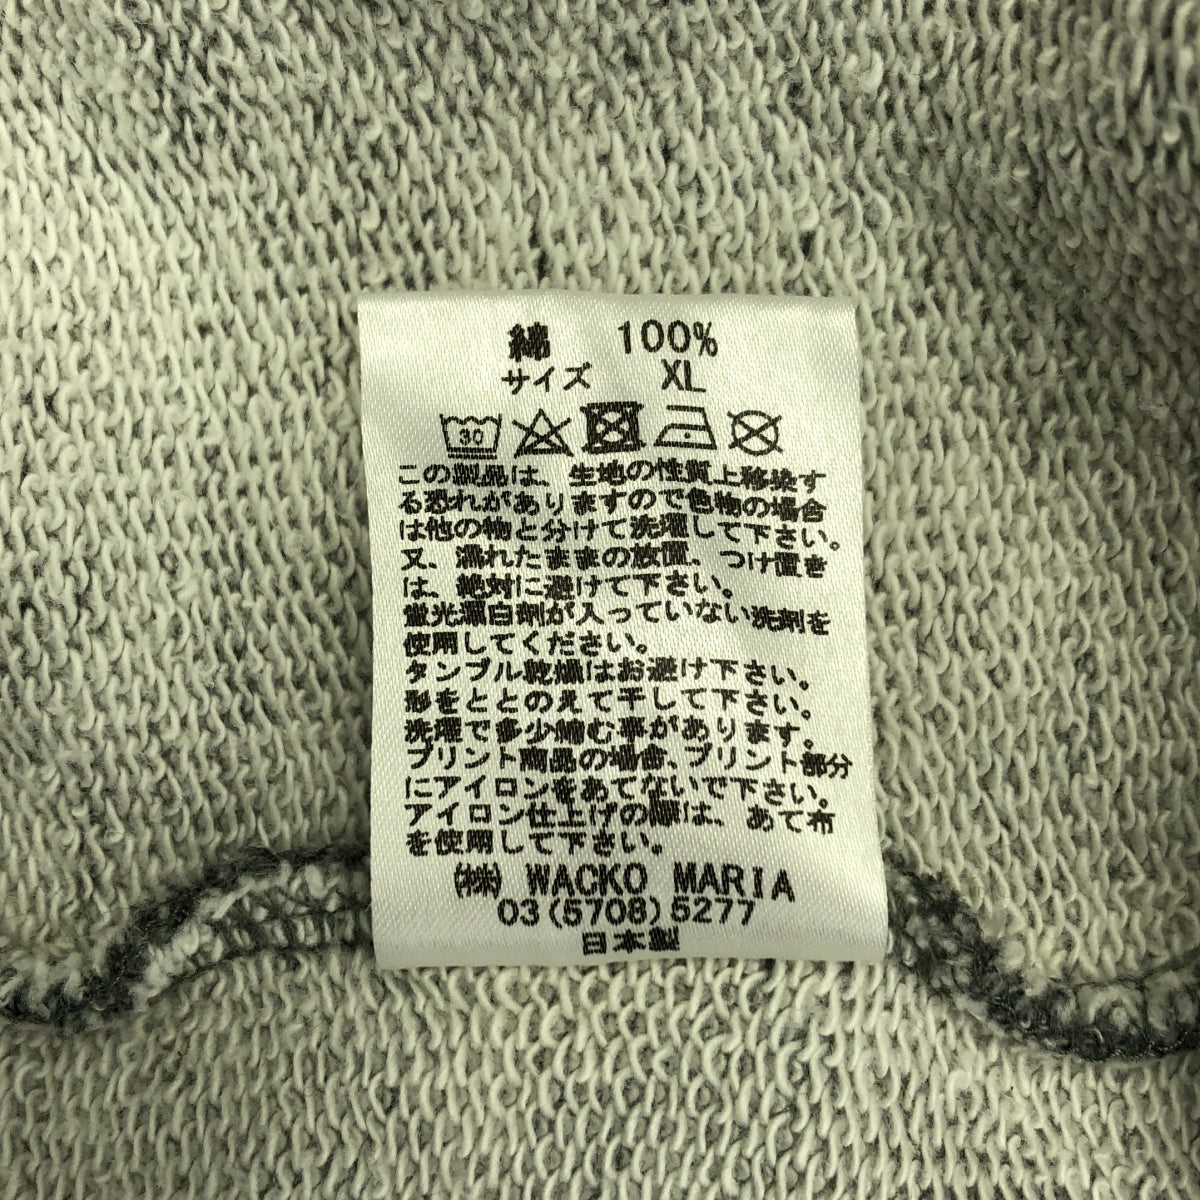 綿 100%
サイズ XL
30
この製品は、生地の性質上移染す
る恐れがありますので色物の場合
は他の物と分けて洗濯して下さい。
又、濡れたままの放置、つけ置き
は、絶対に避けて下さい。
蛍光漂白剤が入っていない洗剤を
使用してください。
タンブル乾燥はお避け下さい。
形をととのえて干して下さい。
洗濯で多少縮む事があります。
プリント商品の場合、プリント部分
にアイロンをあてないで下さい。
アイロン仕上げの際は、あて布
を使用して下さい。
(株) WACKO MARIA
03(5708)5277
日本製